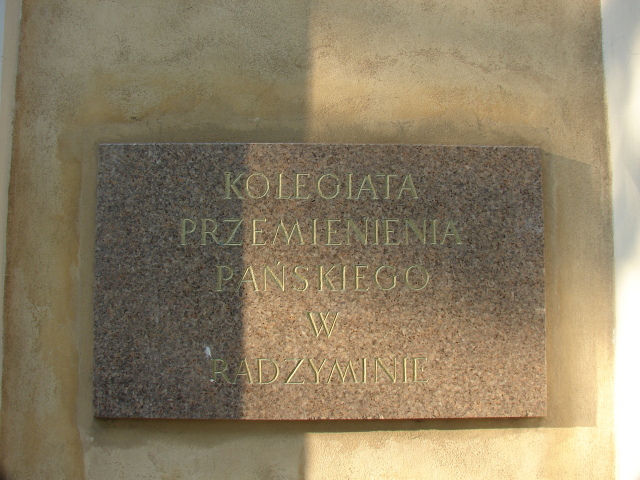 KOLEGIATA
PRZEMIENIENIA
PAŃSKIEGO
W
RADZYMINIE